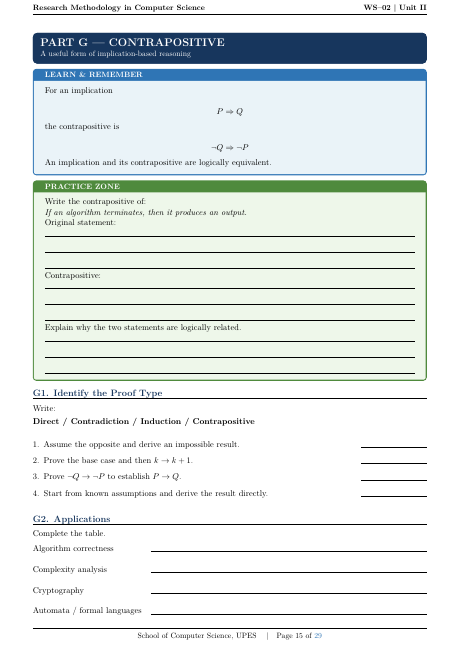 Research Methodology in Computer Science WS–02 | Unit II
PART G — CONTRAPOSITIVE
A useful form of implication-based reasoning
LEARN & REMEMBER
For an implication
P ⇒ Q
the contrapositive is
¬Q ⇒ ¬P
An implication and its contrapositive are logically equivalent.
PRACTICE ZONE
Write the contrapositive of:
If an algorithm terminates, then it produces an output.
Original statement:
Contrapositive:
Explain why the two statements are logically related.
G1. Identify the Proof Type
Write:
Direct / Contradiction / Induction / Contrapositive
1. Assume the opposite and derive an impossible result.
2. Prove the base case and then k → k + 1.
3. Prove ¬Q → ¬P to establish P → Q.
4. Start from known assumptions and derive the result directly.
G2. Applications
Complete the table.
Algorithm correctness
Complexity analysis
Cryptography
Automata / formal languages
School of Computer Science, UPES | Page 15 of 29